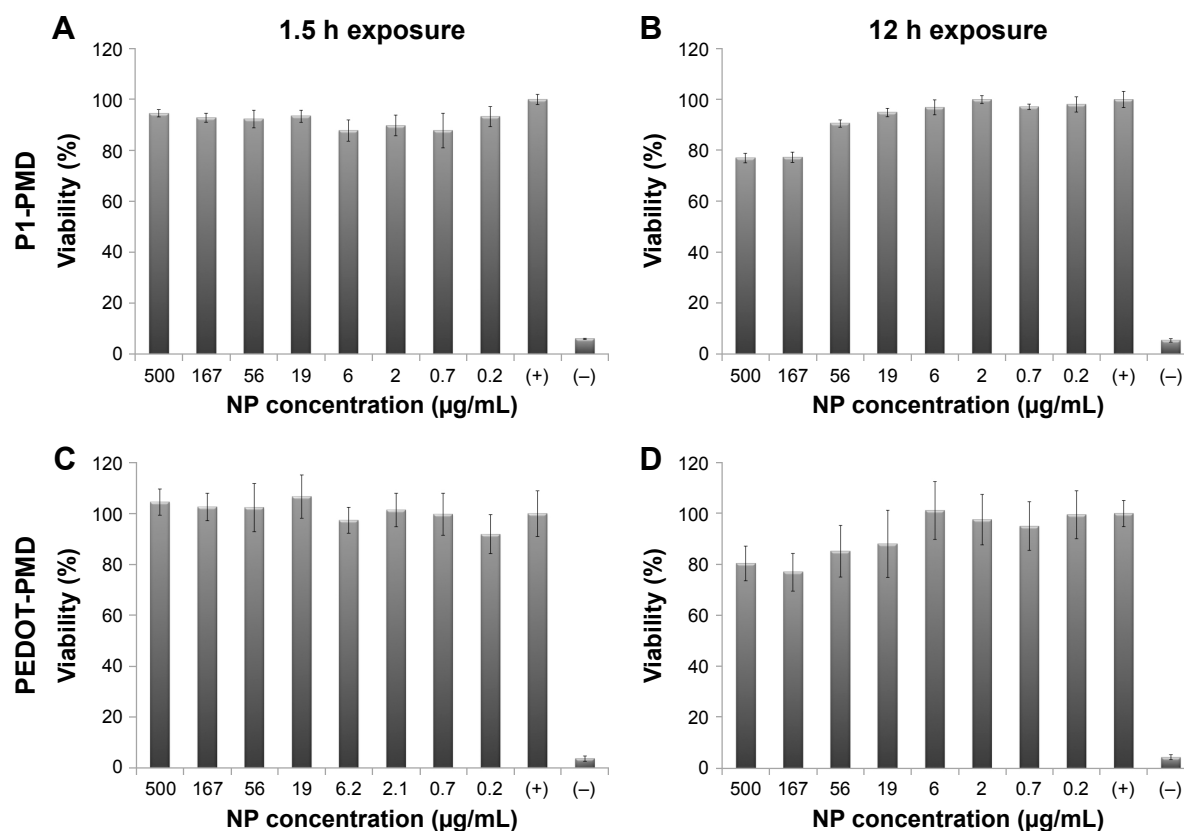 A
1.5 h exposure
B
12 h exposure
P1-PMD
Viability (%)
120
100
80
60
40
20
0
500 167 56 19 6 2 0.7 0.2 (+) (–)
NP concentration (µg/mL)
Viability (%)
120
100
80
60
40
20
0
500 167 56 19 6 2 0.7 0.2 (+) (–)
NP concentration (µg/mL)
C
PEDOT-PMD
Viability (%)
120
100
80
60
40
20
0
500 167 56 19 6.2 2.1 0.7 0.2 (+) (–)
NP concentration (µg/mL)
D
Viability (%)
120
100
80
60
40
20
0
500 167 56 19 6 2 0.7 0.2 (+) (–)
NP concentration (µg/mL)